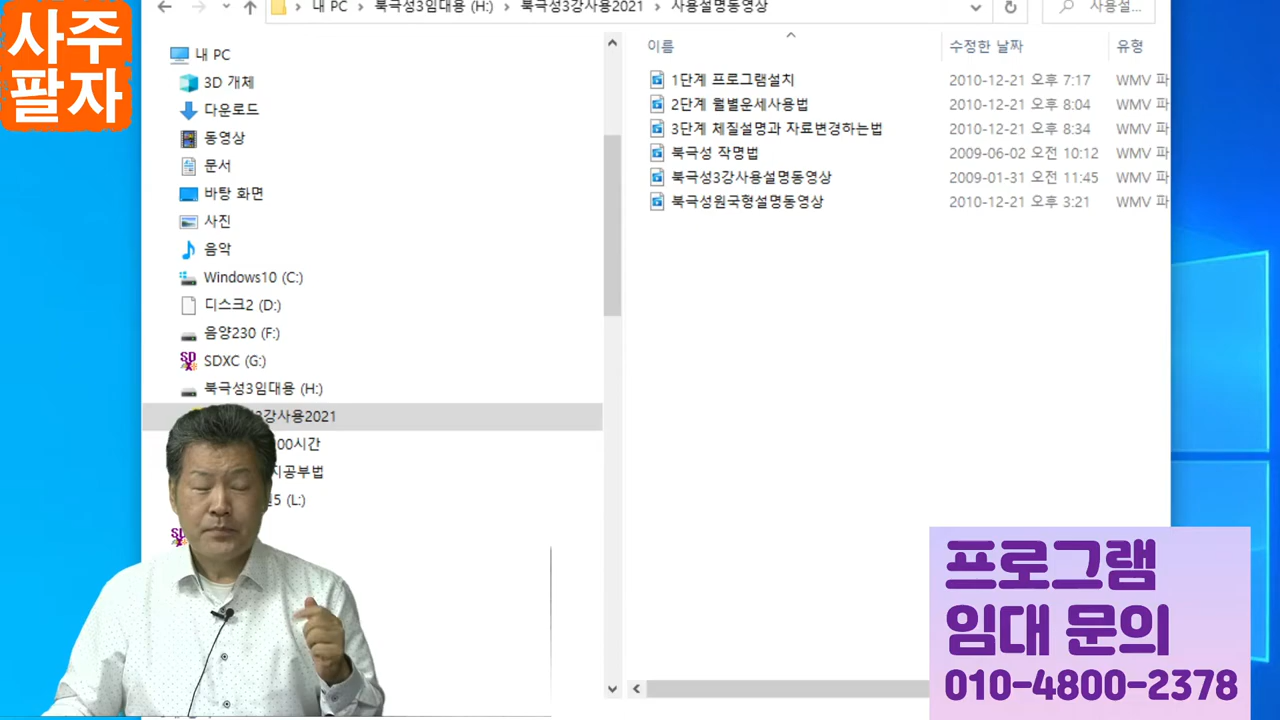 사주
팔자
내 PC > 북극성3임대용 (H:) > 북극성3강사용2021 > 사용설명동영상
사용설...
내 PC
3D 개체
다운로드
동영상
문서
바탕 화면
사진
음악
Windows10 (C:)
디스크2 (D:)
음양230 (F:)
SDXC (G:)
북극성3임대용 (H:)
3강사용2021
00시간
지공부법
5 (L:)
이름 수정한 날짜 유형
1단계 프로그램설치 2010-12-21 오후 7:17 WMV 파
2단계 월별운세사용법 2010-12-21 오후 8:04 WMV 파
3단계 체질설명과 자료변경하는법 2010-12-21 오후 8:34 WMV 파
북극성 작명법 2009-06-02 오전 10:12 WMV 파
북극성3강사용설명동영상 2009-01-31 오전 11:45 WMV 파
북극성원국형설명동영상 2010-12-21 오후 3:21 WMV 파
프로그램
임대 문의
010-4800-2378